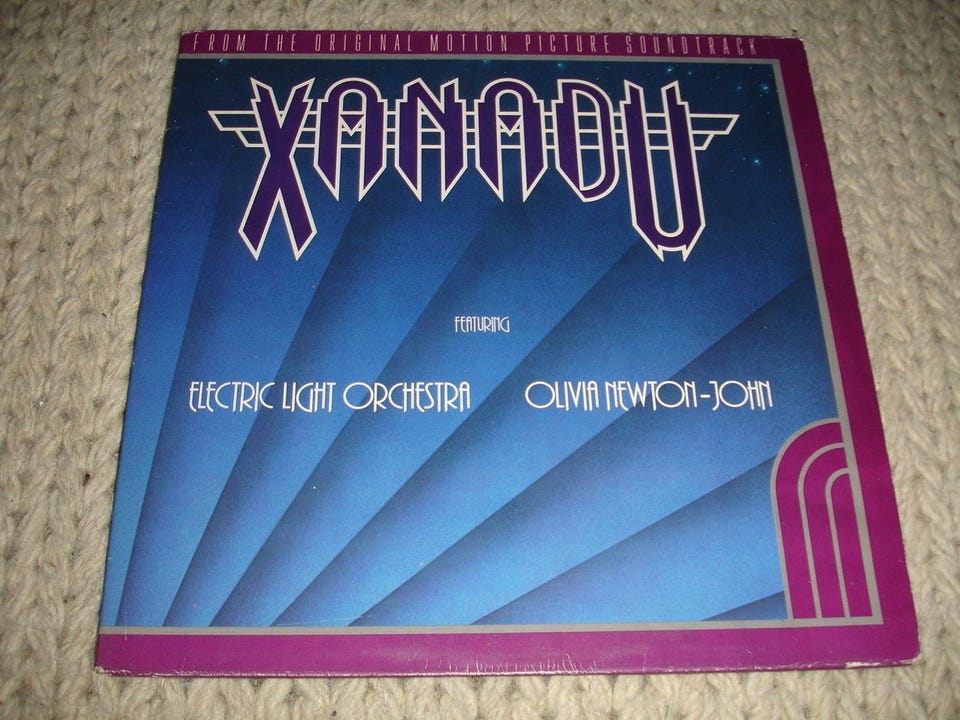 FROM THE ORIGINAL MOTION PICTURE SOUNDTRACK
XANADU
FEATURING
ELECTRIC LIGHT ORCHESTRA OLIVIA NEWTON-JOHN